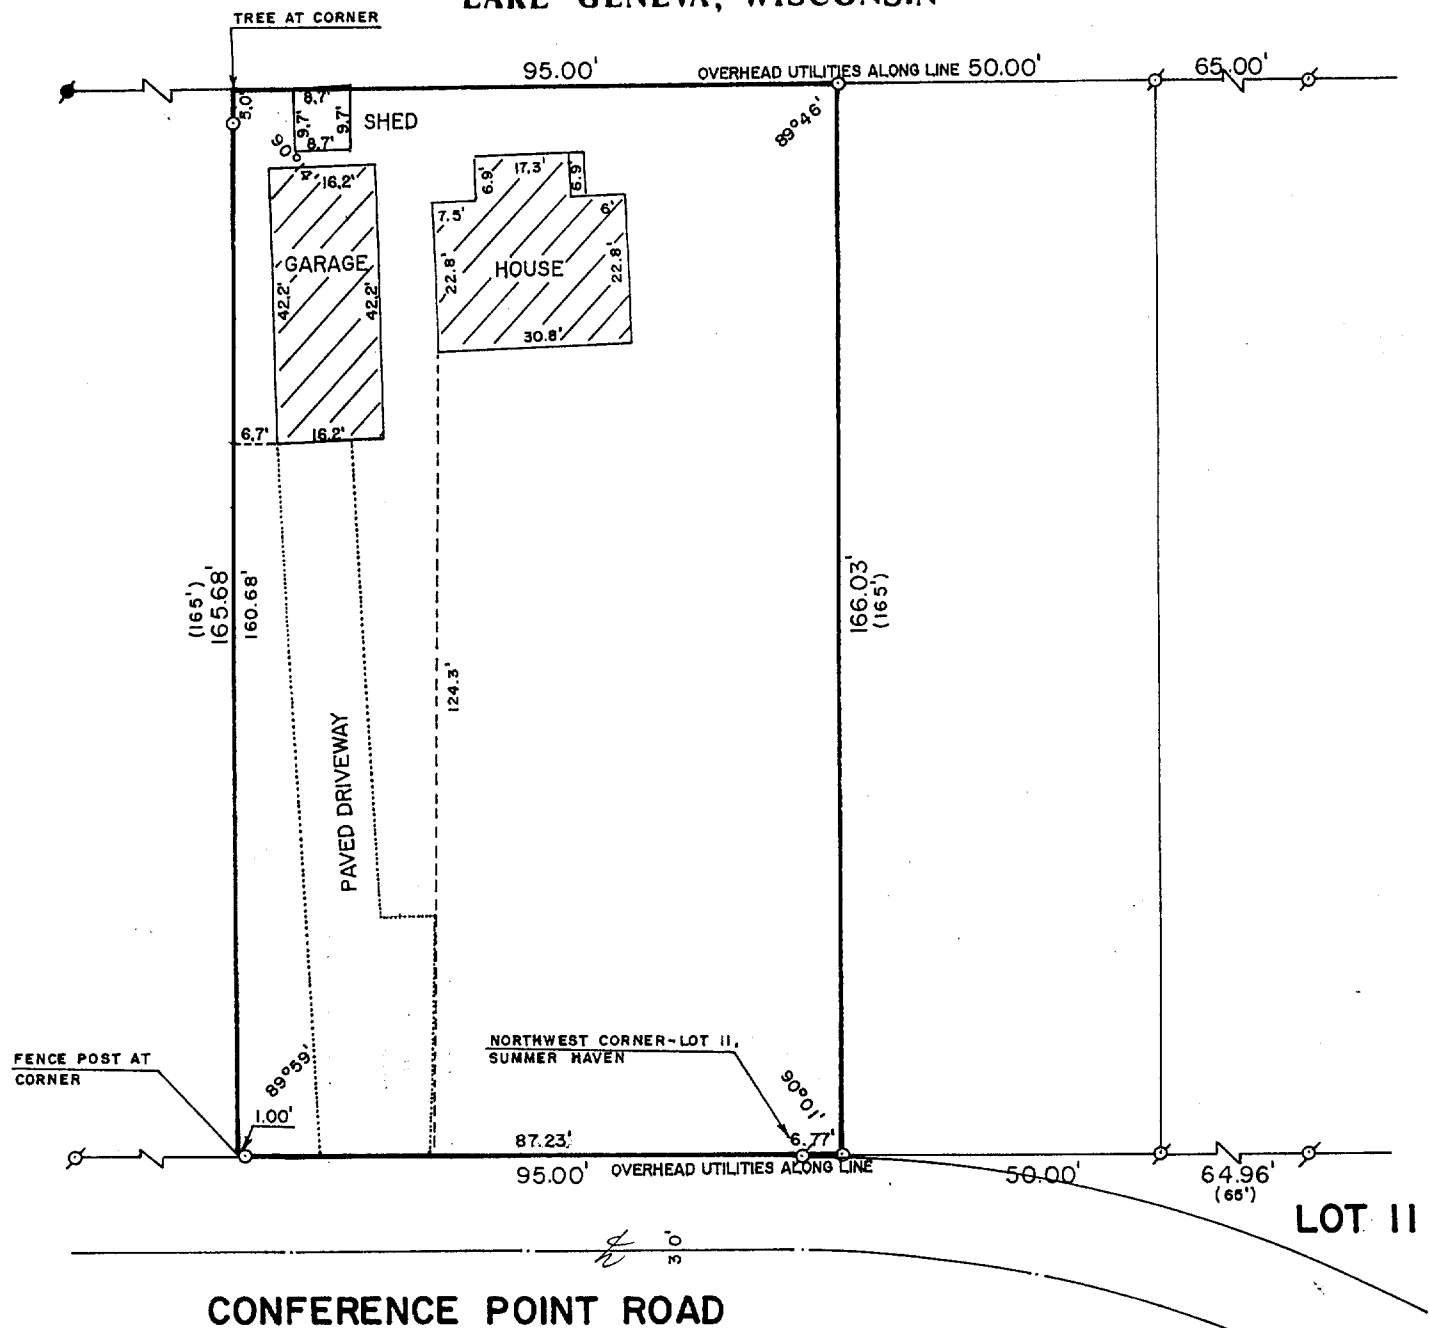 LAKE GENEVA, WISCONSIN
TREE AT CORNER
95.00'
OVERHEAD UTILITIES ALONG LINE
50.00'
65.00'
5.0'
8.7'
9.7'
9.7'
8.7'
SHED
89°46'
16.2'
6.9'
17.3'
6.9
7.5'
6'
GARAGE
HOUSE
42.2'
42.2'
22.8'
22.8'
30.8'
6.7'
16.2'
(165')
165.68'
160.68'
166.03'
(165')
124.3'
PAVED DRIVEWAY
FENCE POST AT
CORNER
89°59'
1.00'
NORTHWEST CORNER-LOT 11,
SUMMER HAVEN
90°01'
87.23'
6.77'
95.00'
OVERHEAD UTILITIES ALONG LINE
50.00'
64.96'
(65')
LOT 11
30'
CONFERENCE POINT ROAD